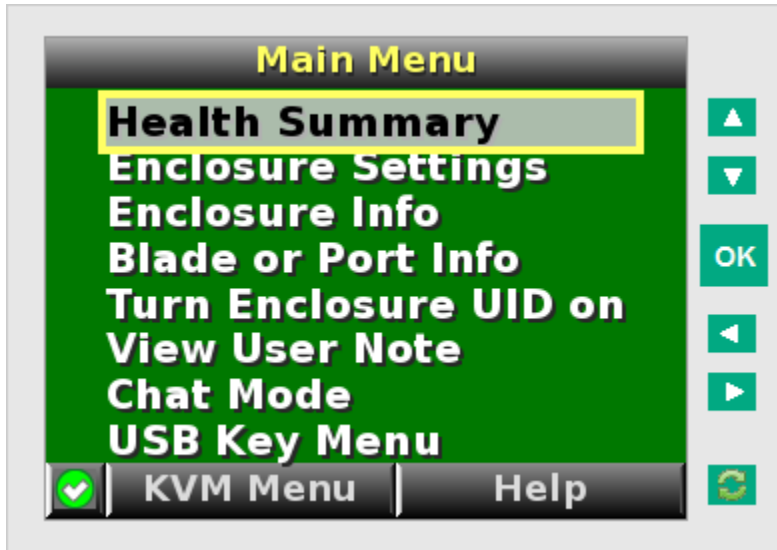 Main Menu
Health Summary
Enclosure Settings
Enclosure Info
Blade or Port Info
OK
Turn Enclosure UID on
View User Note
Chat Mode
USB Key Menu
KVM Menu
Help